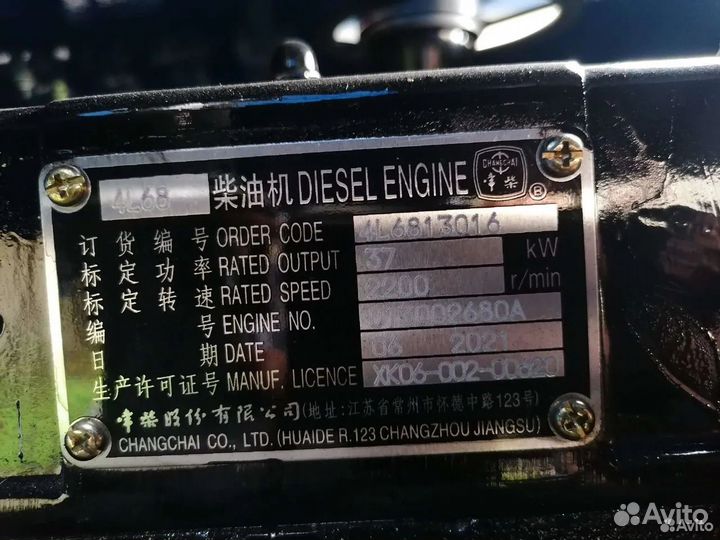 4L68 柴油机 DIESEL ENGINE CHANGCHAI 常柴 ®
订货编号 ORDER CODE 4L6813016
标定功率 RATED OUTPUT 37 kW
标定转速 RATED SPEED 2200 r/min
编号 ENGINE NO.
日期 DATE 06 2021
生产许可证号 MANUF. LICENCE XK06-002-00620
常柴股份有限公司 (地址:江苏省常州市怀德中路123号)
CHANGCHAI CO., LTD. (HUAIDE R.123 CHANGZHOU JIANGSU)
Avito
Avito